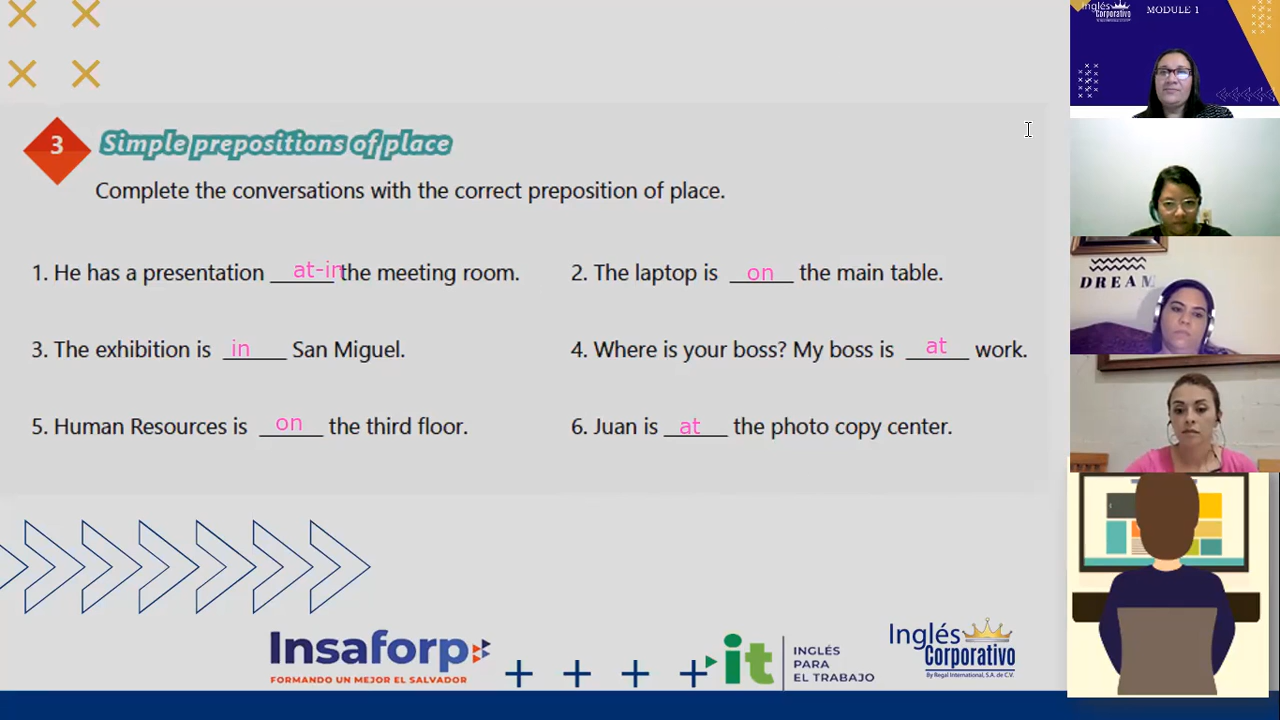 3
Simple prepositions of place
Complete the conversations with the correct preposition of place.
1. He has a presentation at-in the meeting room.
2. The laptop is on the main table.
3. The exhibition is in San Miguel.
4. Where is your boss? My boss is at work.
5. Human Resources is on the third floor.
6. Juan is at the photo copy center.
Insaforp
FORMANDO UN MEJOR EL SALVADOR
it
INGLÉS
PARA
EL TRABAJO
Inglés
Corporativo
By Regal International, S.A. de C.V.
Inglés
Corporativo
MODULE 1
DREAM